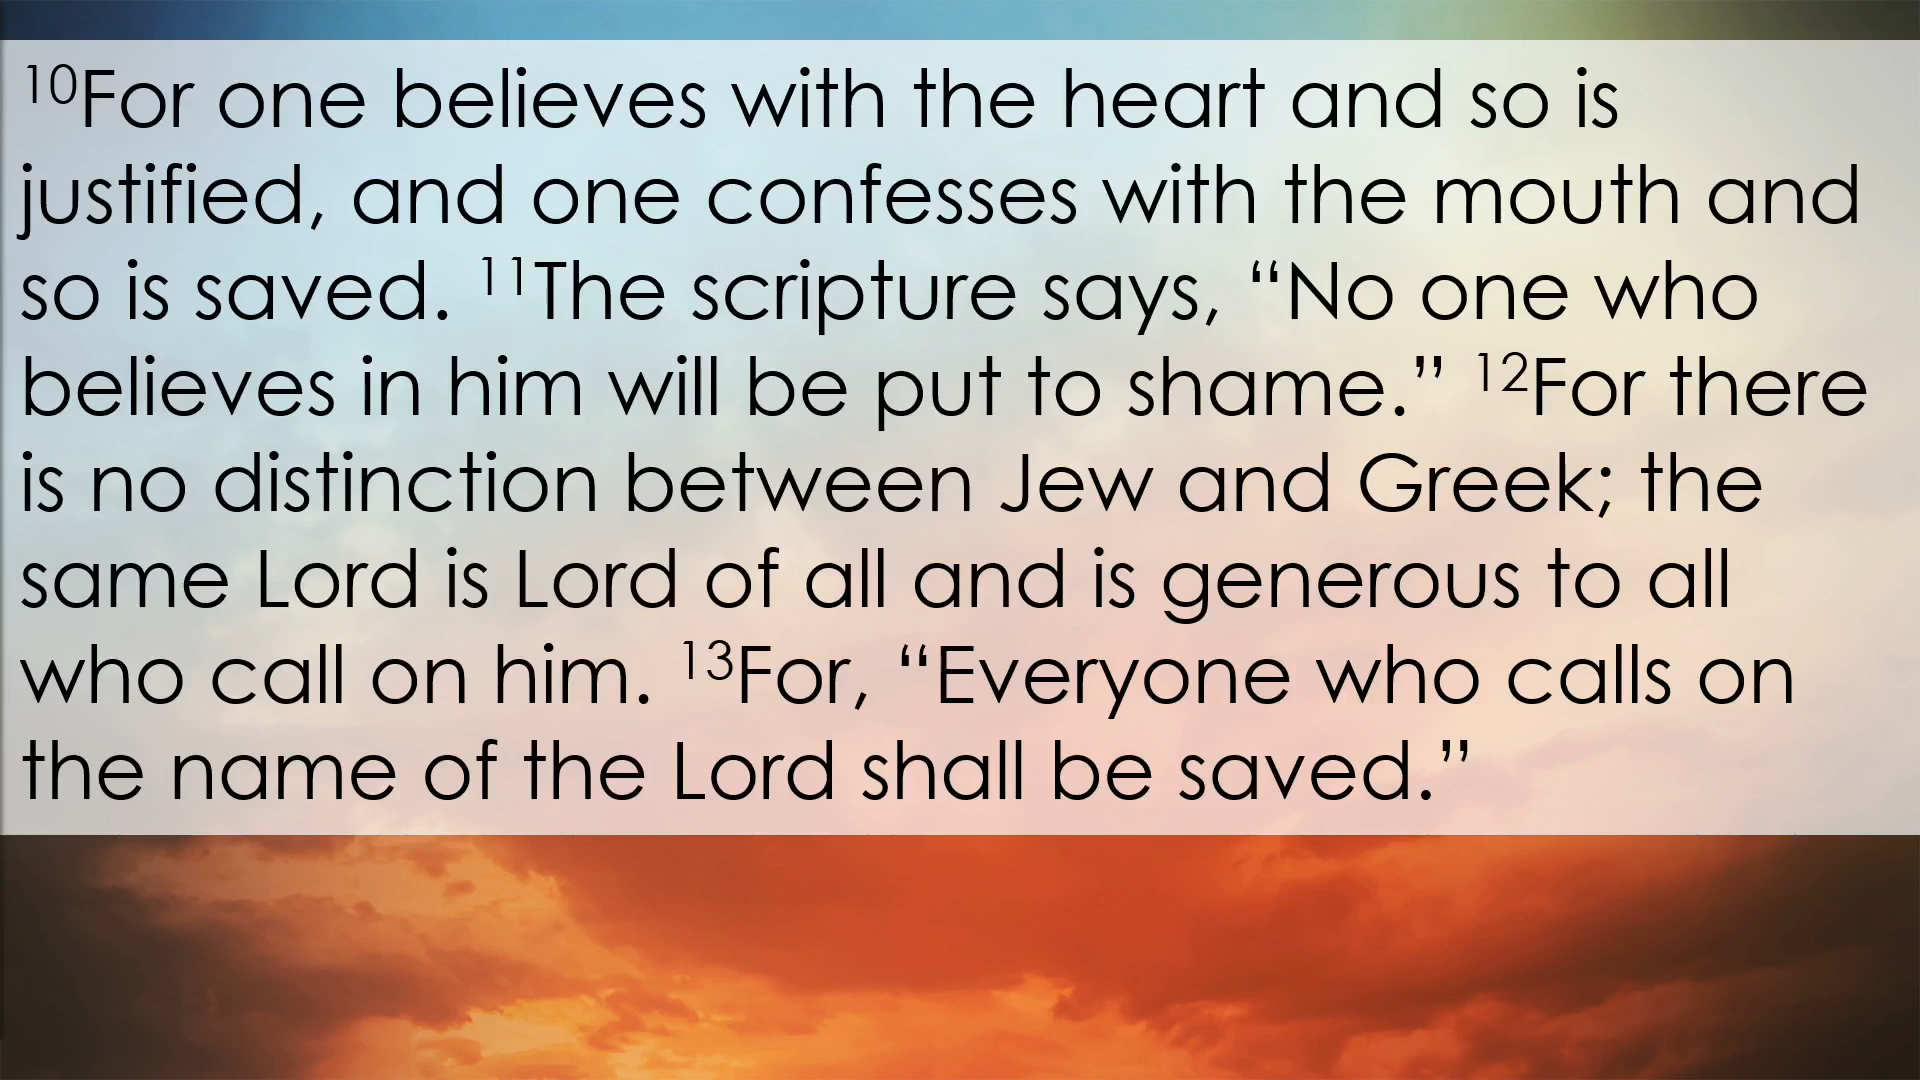 ¹⁰For one believes with the heart and so is
justified, and one confesses with the mouth and
so is saved. ¹¹The scripture says, “No one who
believes in him will be put to shame.” ¹²For there
is no distinction between Jew and Greek; the
same Lord is Lord of all and is generous to all
who call on him. ¹³For, “Everyone who calls on
the name of the Lord shall be saved.”